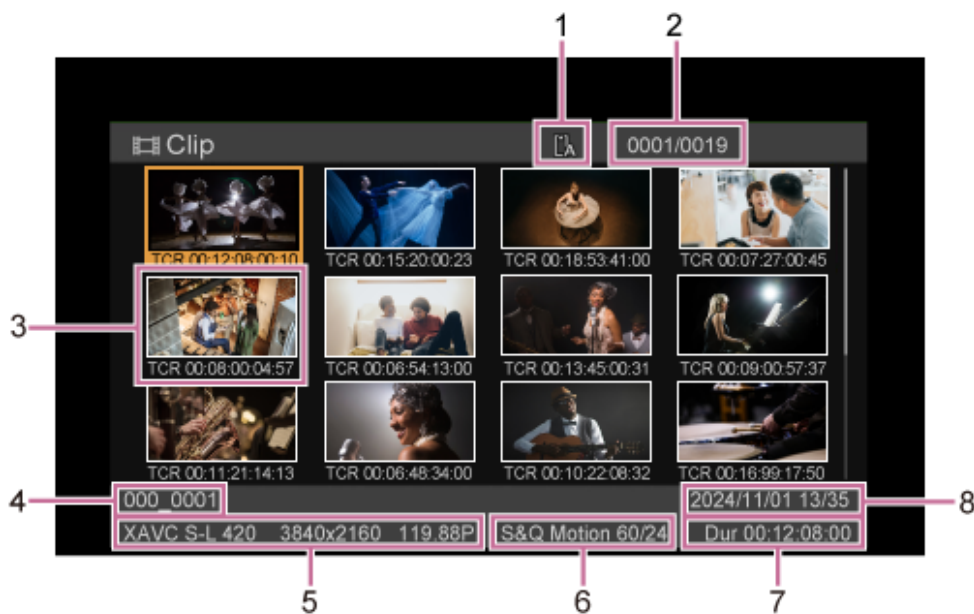 1 2
Clip A 0001/0019
TCR 00:12:08:00:10 TCR 00:15:20:00:23 TCR 00:18:53:41:00 TCR 00:07:27:00:45
3
TCR 00:08:00:04:57 TCR 00:06:54:13:00 TCR 00:13:45:00:31 TCR 00:09:00:57:37
TCR 00:11:21:14:13 TCR 00:06:48:34:00 TCR 00:10:22:08:32 TCR 00:16:99:17:50
4 000_0001 2024/11/01 13/35 8
XAVC S-L 420 3840x2160 119.88P S&Q Motion 60/24 Dur 00:12:08:00
5 6 7